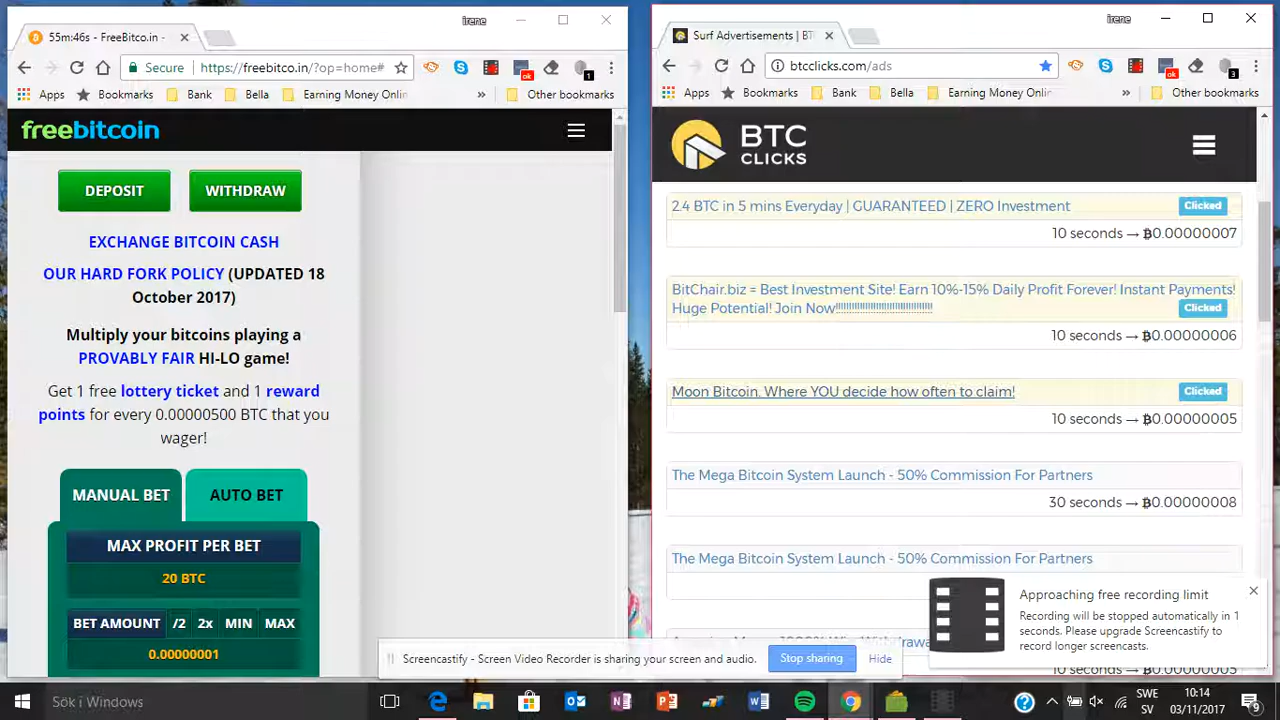 irene
55m:46s - FreeBitco.in -
Secure https://freebitco.in/?op=home#
ok
1
Apps Bookmarks Bank Bella Earning Money Onlin » Other bookmarks
freebitcoin
DEPOSIT WITHDRAW
EXCHANGE BITCOIN CASH
OUR HARD FORK POLICY (UPDATED 18
October 2017)
Multiply your bitcoins playing a
PROVABLY FAIR HI-LO game!
Get 1 free lottery ticket and 1 reward
points for every 0.00000500 BTC that you
wager!
MANUAL BET AUTO BET
MAX PROFIT PER BET
20 BTC
BET AMOUNT /2 2x MIN MAX
0.00000001
irene
Surf Advertisements | BT
btcclicks.com/ads
ok
3
Apps Bookmarks Bank Bella Earning Money Onlin » Other bookmarks
BTC
CLICKS
2.4 BTC in 5 mins Everyday | GUARANTEED | ZERO Investment Clicked
10 seconds → ₿0.00000007
BitChair.biz = Best Investment Site! Earn 10%-15% Daily Profit Forever! Instant Payments!
Huge Potential! Join Now!!!!!!!!!!!!!!!!!!!!!!!!!!!!!!!!!! Clicked
10 seconds → ₿0.00000006
Moon Bitcoin. Where YOU decide how often to claim! Clicked
10 seconds → ₿0.00000005
The Mega Bitcoin System Launch - 50% Commission For Partners
30 seconds → ₿0.00000008
The Mega Bitcoin System Launch - 50% Commission For Partners
Approaching free recording limit
Recording will be stopped automatically in 1
seconds. Please upgrade Screencastify to
record longer screencasts.
Screencastify - Screen Video Recorder is sharing your screen and audio. Stop sharing Hide
Sök i Windows
SWE
SV
10:14
03/11/2017
9